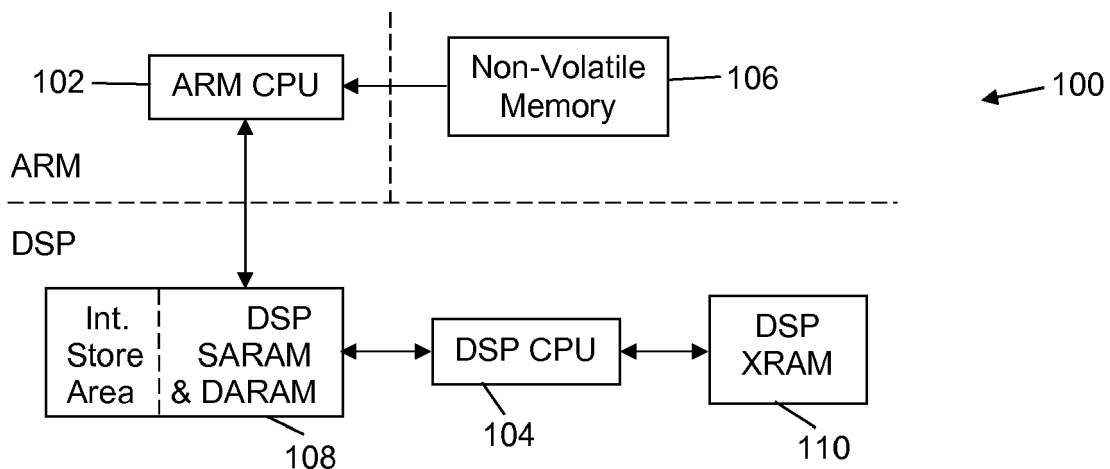 102
ARM CPU
Non-Volatile
Memory
106
100
ARM
DSP
Int.
Store
Area
DSP
SARAM
& DARAM
108
DSP CPU
104
DSP
XRAM
110